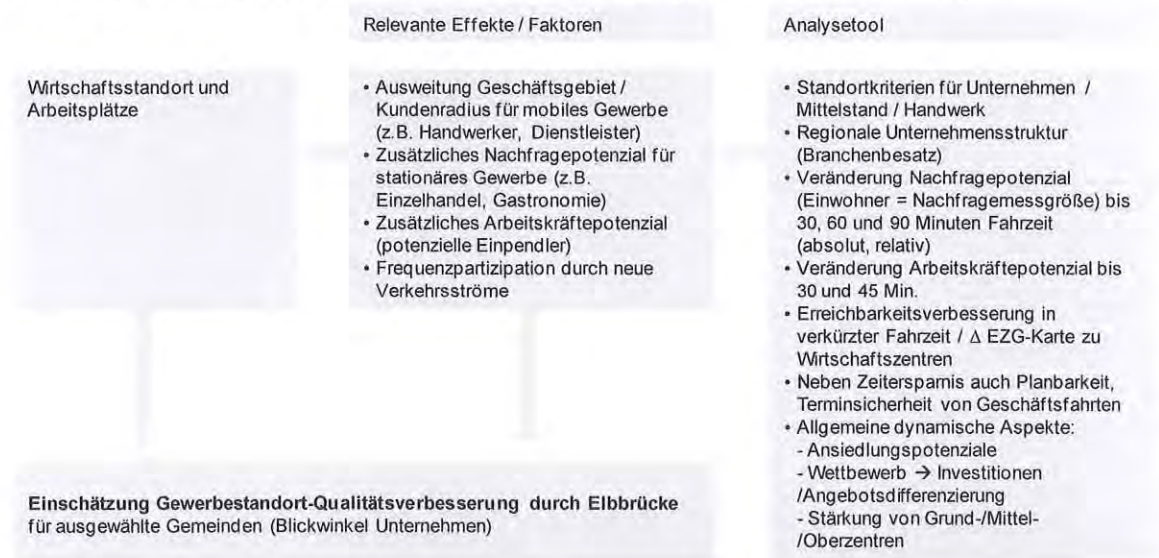 Relevante Effekte / Faktoren
Analysetool
Wirtschaftsstandort und
Arbeitsplätze
• Ausweitung Geschäftsgebiet /
Kundenradius für mobiles Gewerbe
(z.B. Handwerker, Dienstleister)
• Zusätzliches Nachfragepotenzial für
stationäres Gewerbe (z.B.
Einzelhandel, Gastronomie)
• Zusätzliches Arbeitskräftepotenzial
(potenzielle Einpendler)
• Frequenzpartizipation durch neue
Verkehrsströme
• Standortkriterien für Unternehmen /
Mittelstand / Handwerk
• Regionale Unternehmensstruktur
(Branchenbesatz)
• Veränderung Nachfragepotenzial
(Einwohner = Nachfragemessgröße) bis
30, 60 und 90 Minuten Fahrzeit
(absolut, relativ)
• Veränderung Arbeitskräftepotenzial bis
30 und 45 Min.
• Erreichbarkeitsverbesserung in
verkürzter Fahrzeit / Δ EZG-Karte zu
Wirtschaftszentren
• Neben Zeitersparnis auch Planbarkeit,
Terminsicherheit von Geschäftsfahrten
• Allgemeine dynamische Aspekte:
- Ansiedlungspotenziale
- Wettbewerb → Investitionen
/Angebotsdifferenzierung
- Stärkung von Grund-/Mittel-
/Oberzentren
Einschätzung Gewerbestandort-Qualitätsverbesserung durch Elbbrücke
für ausgewählte Gemeinden (Blickwinkel Unternehmen)